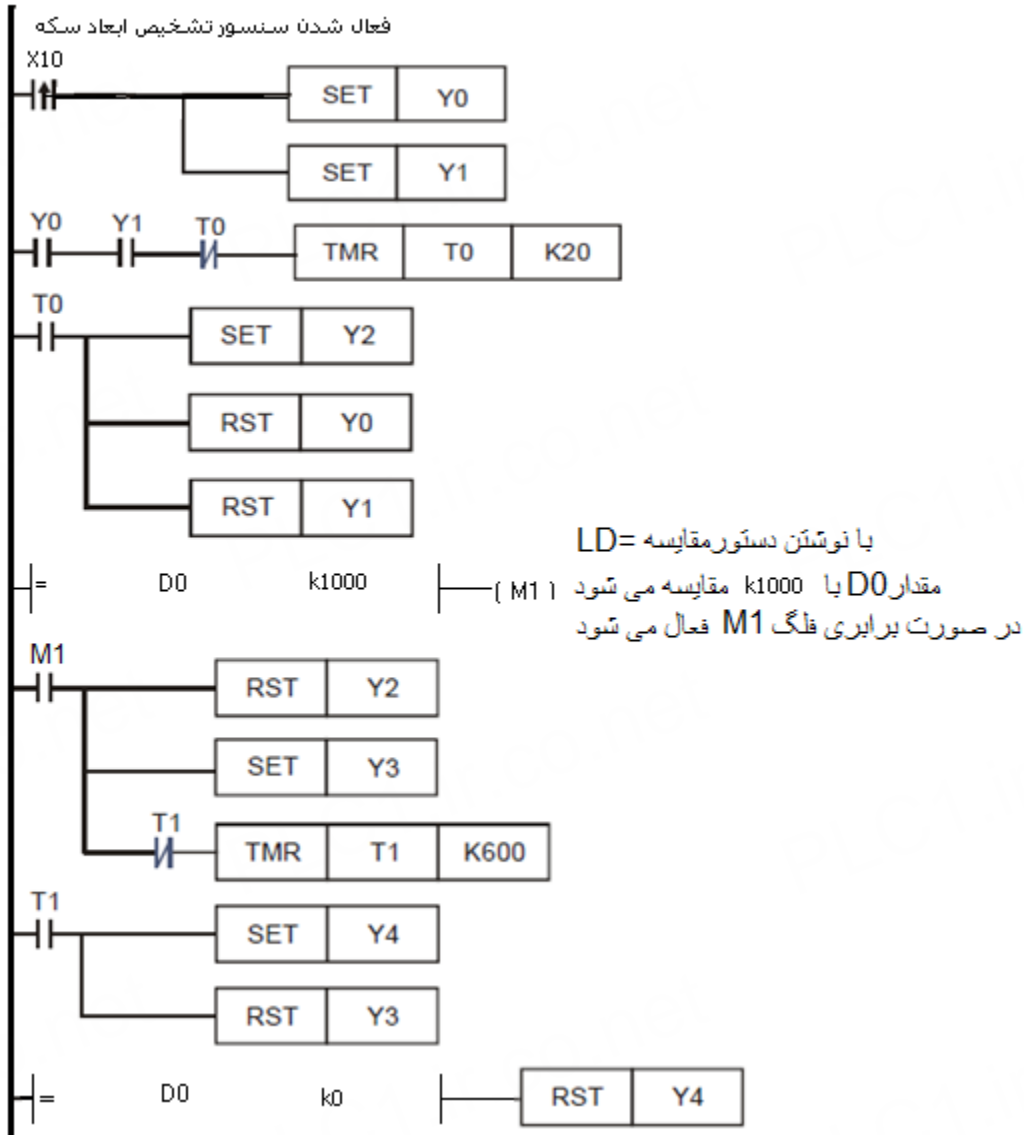 فعال شدن سنسور تشخیص ابعاد سکه
X10
SET Y0
SET Y1
Y0 Y1 T0
TMR T0 K20
T0
SET Y2
RST Y0
RST Y1
با نوشتن دستورمقایسه =LD
= D0 k1000 ( M1 )
مقدار D0 با k1000 مقایسه می شود
در صورت برابری فلگ M1 فعال می شود
M1
RST Y2
SET Y3
T1
TMR T1 K600
T1
SET Y4
RST Y3
= D0 k0 RST Y4